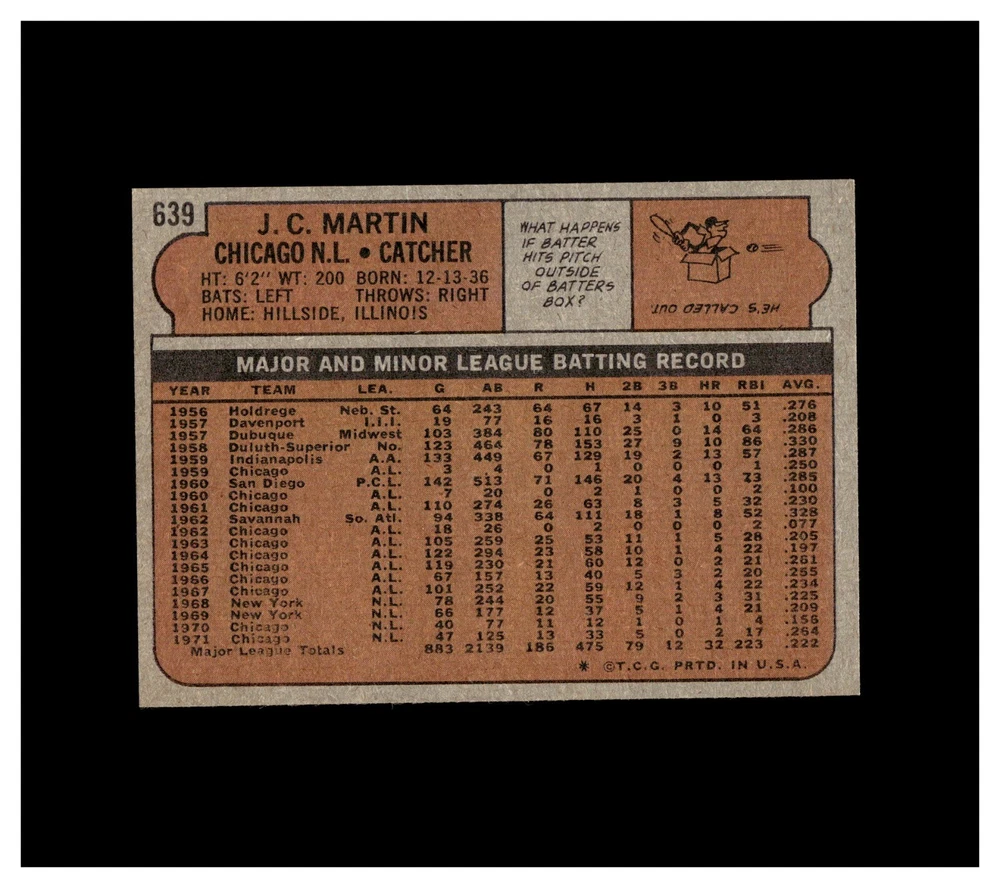 639
J. C. MARTIN
CHICAGO N.L. • CATCHER
HT: 6'2" WT: 200 BORN: 12-13-36
BATS: LEFT THROWS: RIGHT
HOME: HILLSIDE, ILLINOIS
WHAT HAPPENS
IF BATTER
HITS PITCH
OUTSIDE
OF BATTERS
BOX?
HE'S CALLED OUT.
MAJOR AND MINOR LEAGUE BATTING RECORD
YEAR TEAM LEA. G AB R H 2B 3B HR RBI AVG.
1956 Holdrege Neb. St. 64 243 64 67 14 3 10 51 .276
1957 Davenport I.I.I. 19 77 16 16 3 1 0 3 .208
1957 Dubuque Midwest 103 384 80 110 25 0 14 64 .286
1958 Duluth-Superior No. 123 464 78 153 27 9 10 86 .330
1959 Indianapolis A.A. 133 449 67 129 19 2 13 57 .287
1959 Chicago A.L. 3 4 0 1 0 0 0 1 .250
1960 San Diego P.C.L. 142 513 71 146 20 4 13 73 .285
1960 Chicago A.L. 7 20 0 2 1 0 0 2 .100
1961 Chicago A.L. 110 274 26 63 8 3 5 32 .230
1962 Savannah So. Atl. 94 338 64 111 18 1 8 52 .328
1962 Chicago A.L. 18 26 0 2 0 0 0 2 .077
1963 Chicago A.L. 105 259 25 53 11 1 5 28 .205
1964 Chicago A.L. 122 294 23 58 10 1 4 22 .197
1965 Chicago A.L. 119 230 21 60 12 0 2 21 .261
1966 Chicago A.L. 67 157 13 40 5 3 2 20 .255
1967 Chicago A.L. 101 252 22 59 12 1 4 22 .234
1968 New York N.L. 78 244 20 55 9 2 3 31 .225
1969 New York N.L. 66 177 12 37 5 1 4 21 .209
1970 Chicago N.L. 40 77 11 12 1 0 1 4 .156
1971 Chicago N.L. 47 125 13 33 5 0 2 17 .264
Major League Totals 883 2139 186 475 79 12 32 223 .222
* ©T.C.G. PRTD. IN U.S.A.